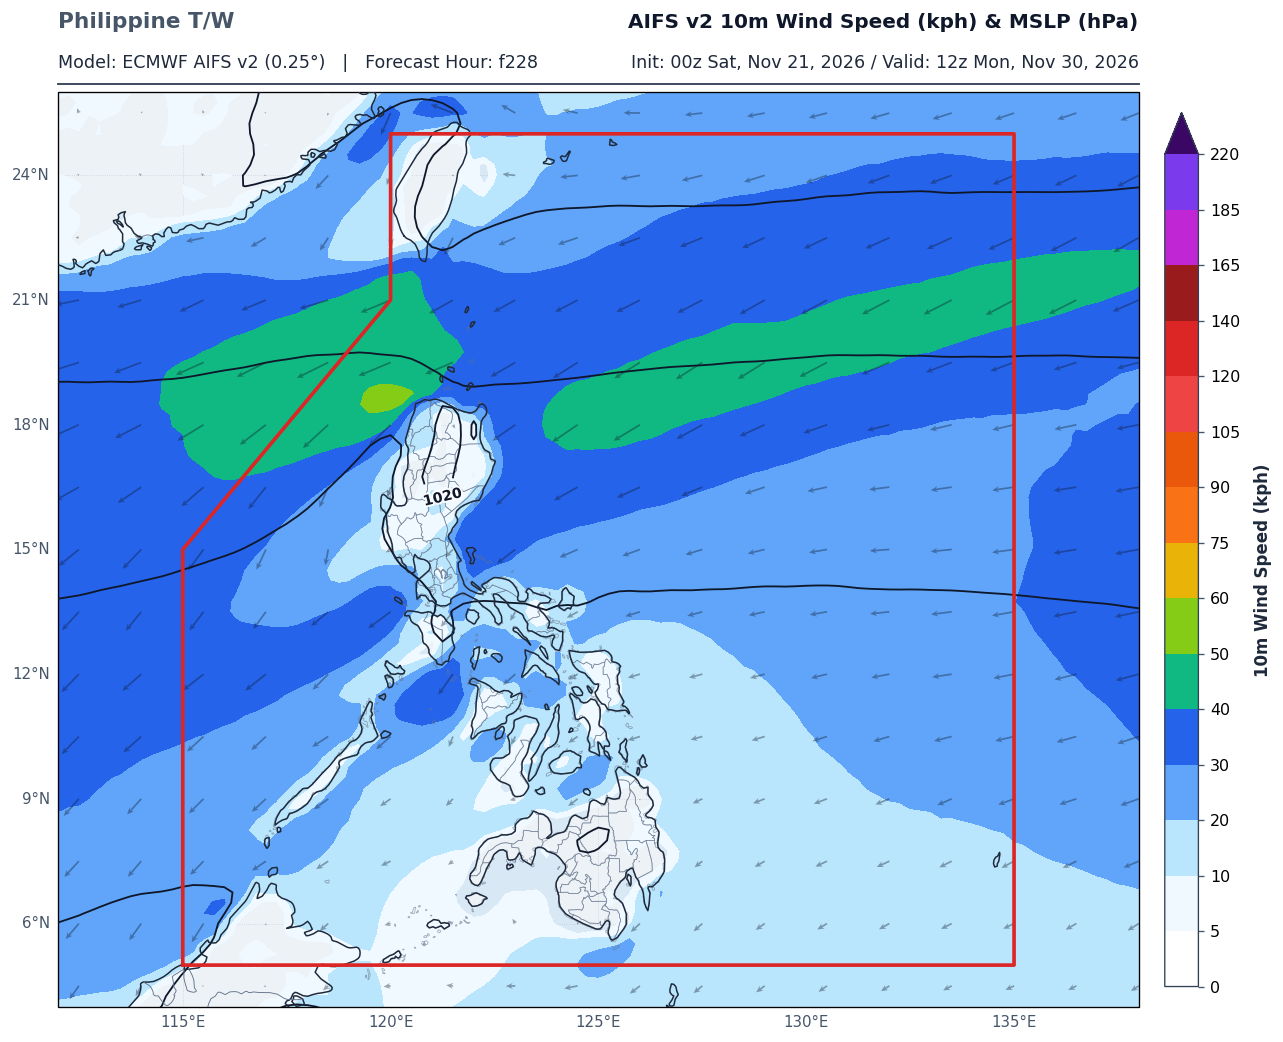 Philippine T/W
AIFS v2 10m Wind Speed (kph) & MSLP (hPa)
Model: ECMWF AIFS v2 (0.25°) | Forecast Hour: f228
Init: 00z Sat, Nov 21, 2026 / Valid: 12z Mon, Nov 30, 2026
24°N
21°N
18°N
15°N
12°N
9°N
6°N
1020
115°E
120°E
125°E
130°E
135°E
220
185
165
140
120
105
90
75
60
50
40
30
20
10
5
0
10m Wind Speed (kph)